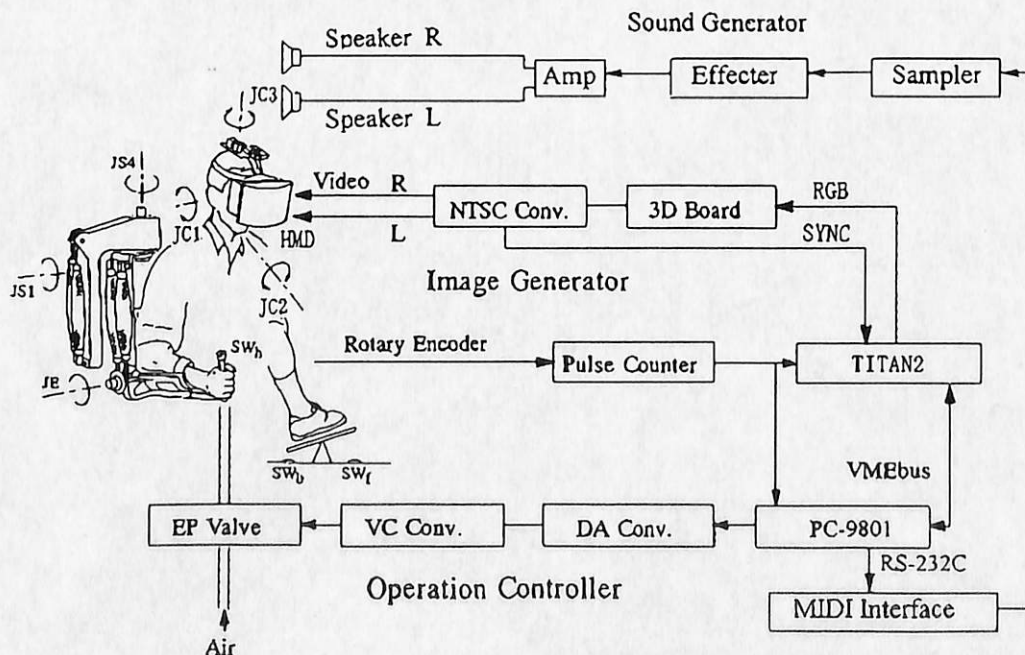 Sound Generator
Speaker R
Amp
Effecter
Sampler
JC3
Speaker L
JS4
Video R
NTSC Conv.
3D Board
RGB
JC1
HMD
L
SYNC
JS1
JC2
Image Generator
SWh
Rotary Encoder
Pulse Counter
TITAN2
JE
SWb
SWf
VMEbus
EP Valve
VC Conv.
DA Conv.
PC-9801
RS-232C
Operation Controller
MIDI Interface
Air